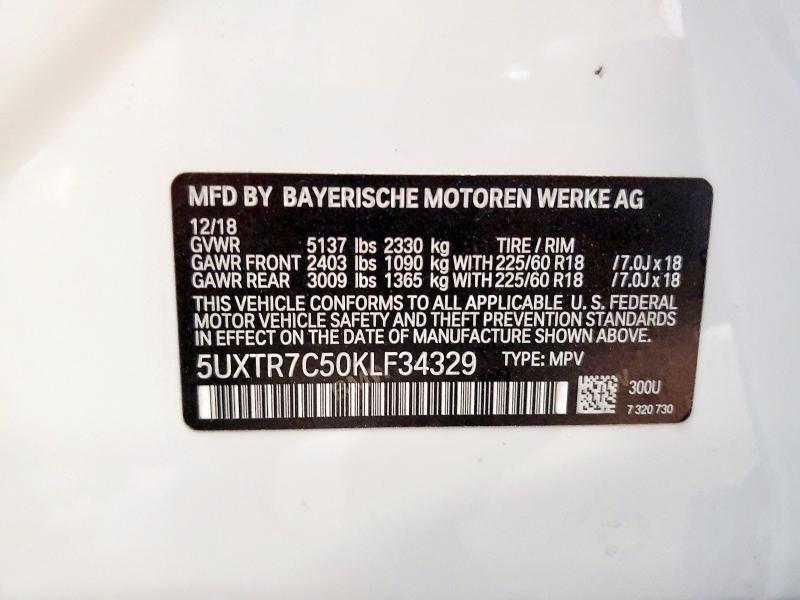 MFD BY BAYERISCHE MOTOREN WERKE AG
12/18
GVWR 5137 lbs 2330 kg TIRE / RIM
GAWR FRONT 2403 lbs 1090 kg WITH 225/60 R18 /7.0J x 18
GAWR REAR 3009 lbs 1365 kg WITH 225/60 R18 /7.0J x 18
THIS VEHICLE CONFORMS TO ALL APPLICABLE U. S. FEDERAL
MOTOR VEHICLE SAFETY AND THEFT PREVENTION STANDARDS
IN EFFECT ON THE DATE OF MANUFACTURE SHOWN ABOVE.
5UXTR7C50KLF34329 TYPE: MPV
300U
7 320 730